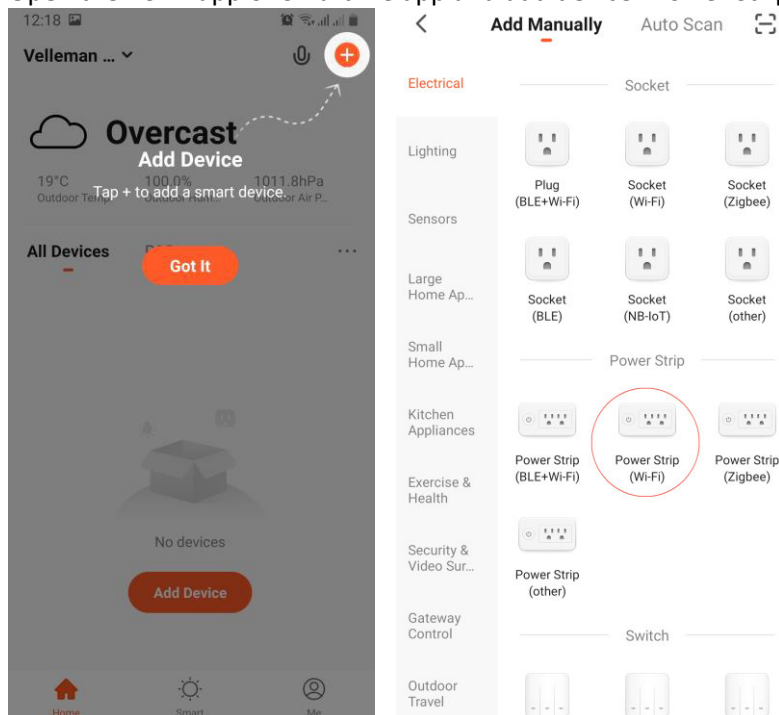 12:18
Velleman ...
Overcast
Add Device
19°C 100.0% 1011.8hPa
Tap + to add a smart device.
Outdoor Temp. Outdoor Hum... Outdoor Air P...
All Devices
...
Got It
No devices
Add Device
Home Smart Me
Add Manually Auto Scan
Electrical
Lighting
Sensors
Large
Home Ap...
Small
Home Ap...
Kitchen
Appliances
Exercise &
Health
Security &
Video Sur...
Gateway
Control
Outdoor
Travel
Socket
Plug Socket Socket
(BLE+Wi-Fi) (Wi-Fi) (Zigbee)
Socket Socket Socket
(BLE) (NB-IoT) (other)
Power Strip
Power Strip Power Strip Power Strip
(BLE+Wi-Fi) (Wi-Fi) (Zigbee)
Power Strip
(other)
Switch